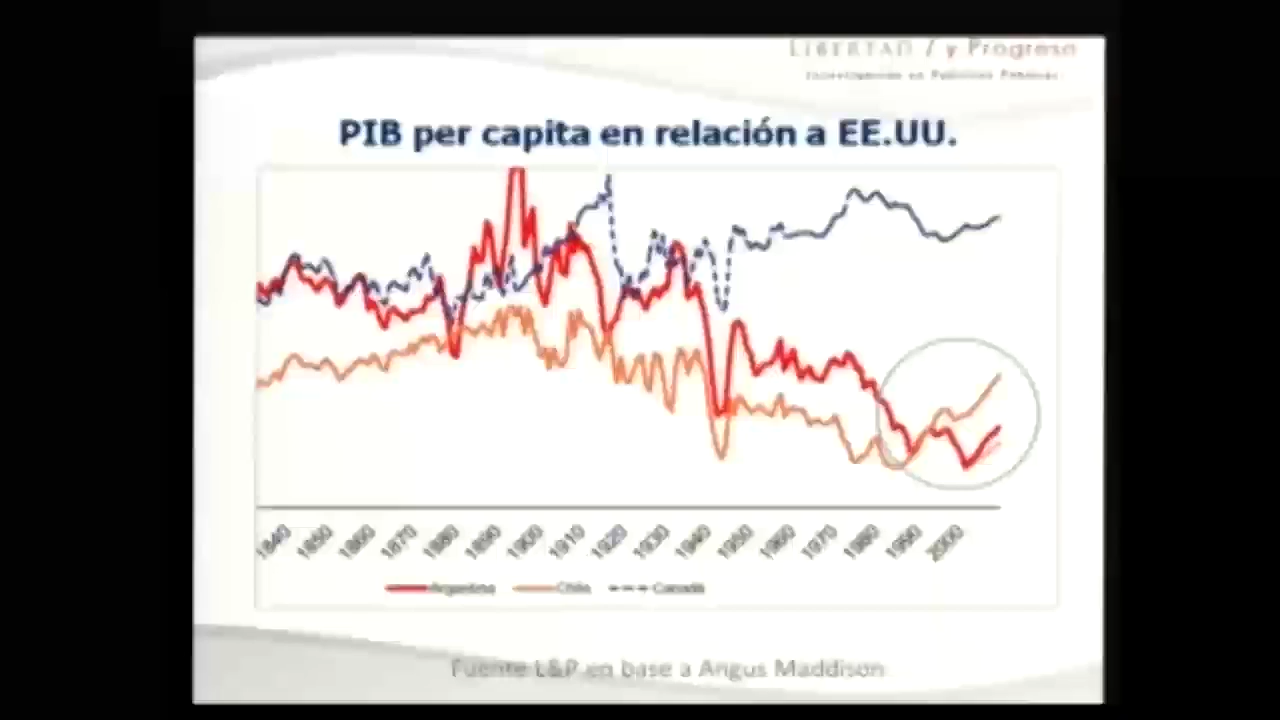 LIBERTAD / y Progreso
PIB per capita en relación a EE.UU.
1840 1850 1860 1870 1880 1890 1900 1910 1920 1930 1940 1950 1960 1970 1980 1990 2000
Argentina Chile Canadá
Fuente L&P en base a Angus Maddison